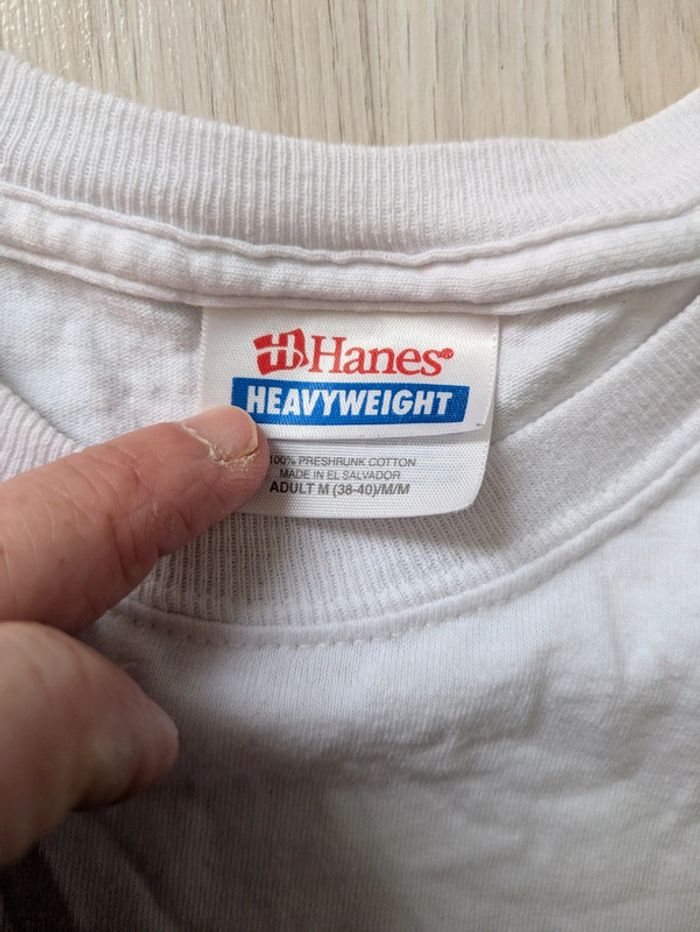 Hanes®
HEAVYWEIGHT
100% PRESHRUNK COTTON
MADE IN EL SALVADOR
ADULT M (38-40)/M/M